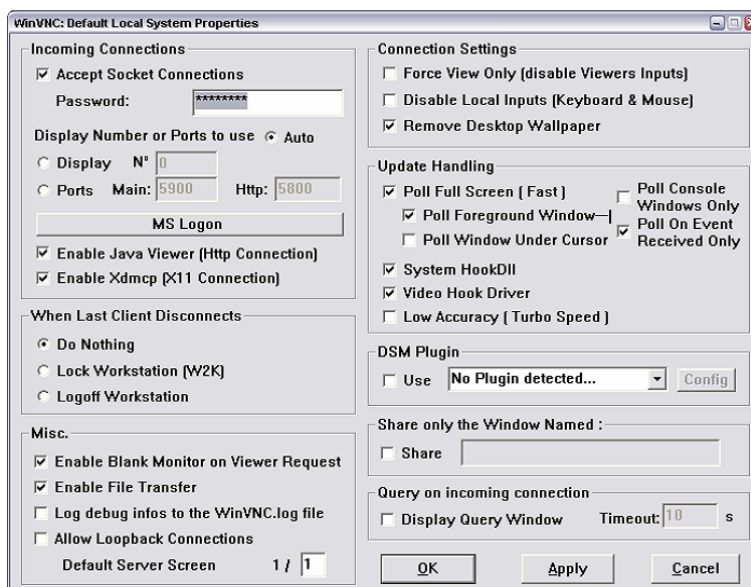 WinVNC: Default Local System Properties
Incoming Connections
Accept Socket Connections
Password: ********
Display Number or Ports to use Auto
Display N° 0
Ports Main: 5900 Http: 5800
MS Logon
Enable Java Viewer (Http Connection)
Enable Xdmcp (X11 Connection)
When Last Client Disconnects
Do Nothing
Lock Workstation (W2K)
Logoff Workstation
Misc.
Enable Blank Monitor on Viewer Request
Enable File Transfer
Log debug infos to the WinVNC.log file
Allow Loopback Connections
Default Server Screen 1 / 1
Connection Settings
Force View Only (disable Viewers Inputs)
Disable Local Inputs (Keyboard & Mouse)
Remove Desktop Wallpaper
Update Handling
Poll Full Screen ( Fast )
Poll Foreground Window
Poll Window Under Cursor
Poll Console
Windows Only
Poll On Event
Received Only
System HookDll
Video Hook Driver
Low Accuracy ( Turbo Speed )
DSM Plugin
Use No Plugin detected... Config
Share only the Window Named :
Share
Query on incoming connection
Display Query Window Timeout: 10 s
OK Apply Cancel